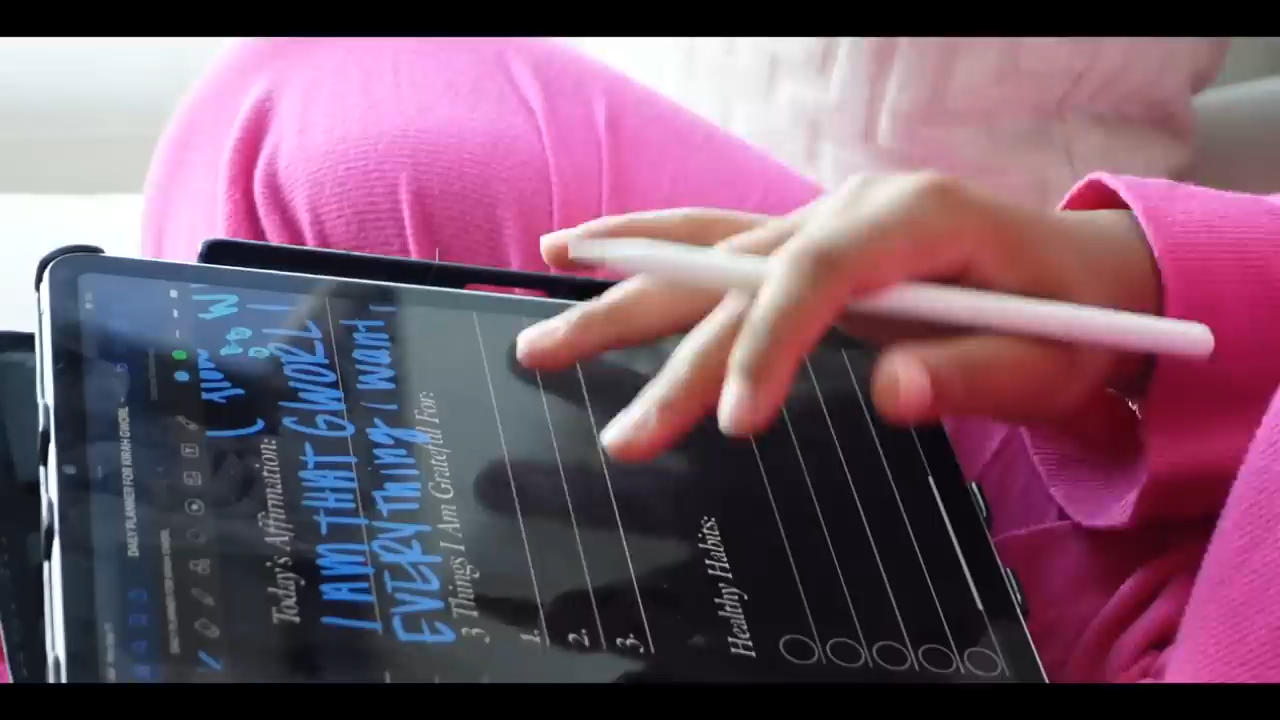 DAILY PLANNER FOR KIRAH GWORL
Today's Affirmation:
I AM THAT GWORL!
EVERYThing I want,
3 Things I Am Grateful For:
1.
2.
3.
Healthy Habits: